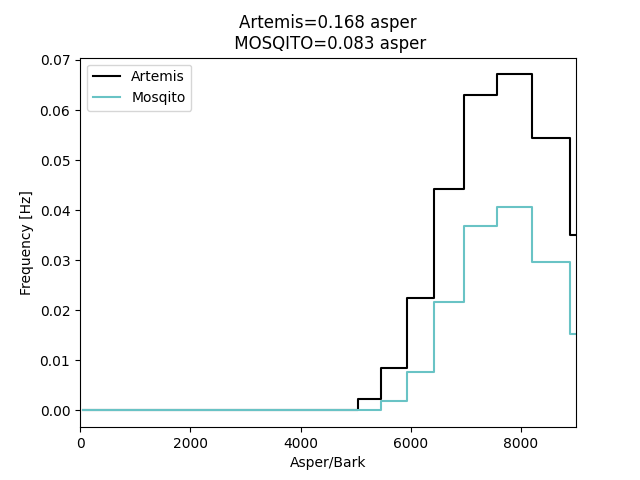 Artemis=0.168 asper
MOSQITO=0.083 asper
Artemis
Mosqito
0.07
0.06
0.05
0.04
0.03
0.02
0.01
0.00
Frequency [Hz]
0 2000 4000 6000 8000
Asper/Bark